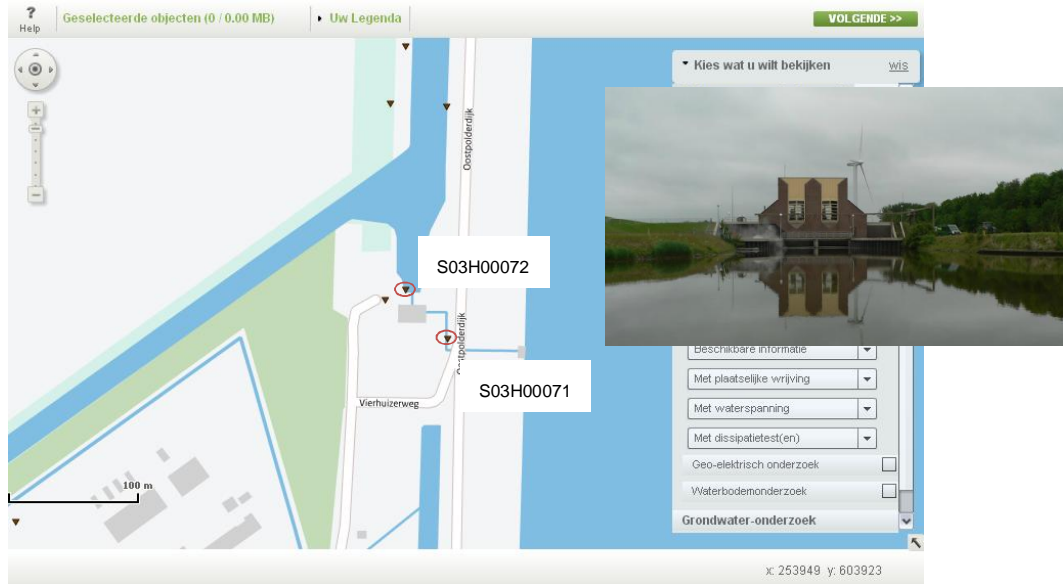 ?
Help
Geselecteerde objecten (0 / 0.00 MB)
Uw Legenda
VOLGENDE >>
Kies wat u wilt bekijken
wis
Oostpolderdijk
S03H00072
Oostpolderdijk
S03H00071
Vierhuizerweg
100 m
Beschikbare informatie
Met plaatselijke wrijving
Met waterspanning
Met dissipatietest(en)
Geo-elektrisch onderzoek
Waterbodemonderzoek
Grondwater-onderzoek
x: 253949 y: 603923